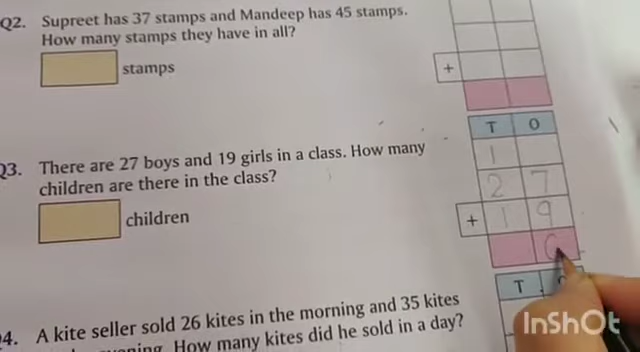 Q2. Supreet has 37 stamps and Mandeep has 45 stamps.
How many stamps they have in all?
stamps
+
T O
Q3. There are 27 boys and 19 girls in a class. How many
children are there in the class?
children
1
2 7
+ 1 9
6
T
4. A kite seller sold 26 kites in the morning and 35 kites
How many kites did he sold in a day?
InShOt